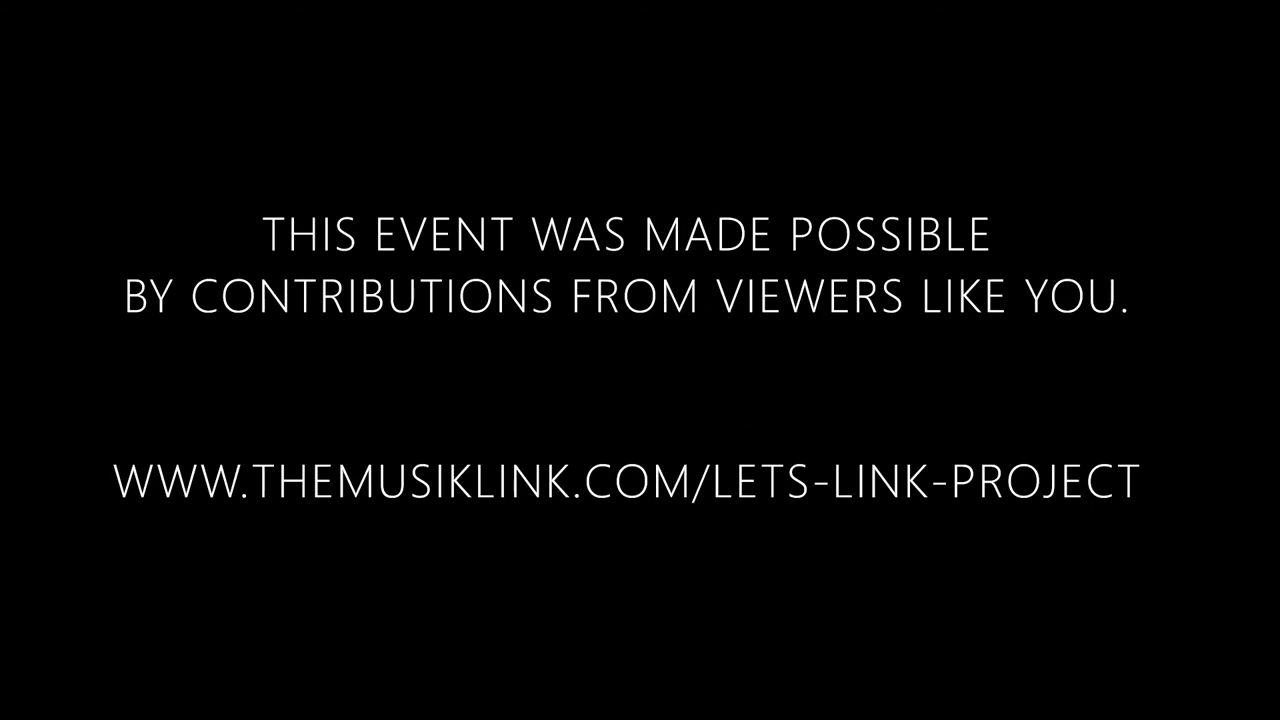 THIS EVENT WAS MADE POSSIBLE
BY CONTRIBUTIONS FROM VIEWERS LIKE YOU.
WWW.THEMUSIKLINK.COM/LETS-LINK-PROJECT